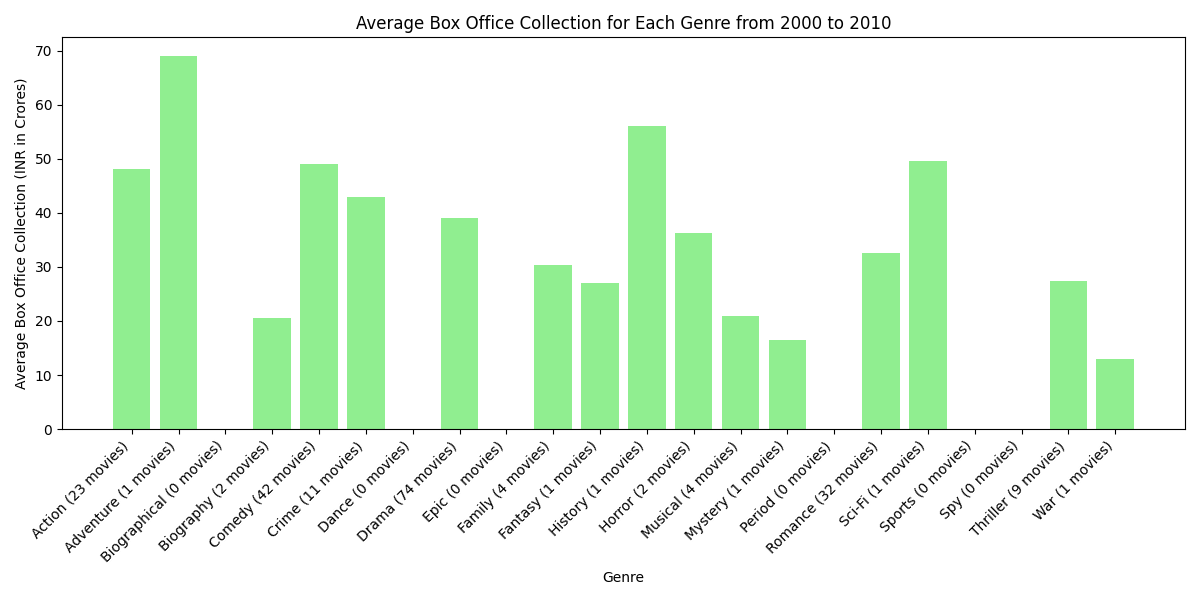 Average Box Office Collection for Each Genre from 2000 to 2010
Average Box Office Collection (INR in Crores)
70
60
50
40
30
20
10
0
Action (23 movies)
Adventure (1 movies)
Biographical (0 movies)
Biography (2 movies)
Comedy (42 movies)
Crime (11 movies)
Dance (0 movies)
Drama (74 movies)
Epic (0 movies)
Family (4 movies)
Fantasy (1 movies)
History (1 movies)
Horror (2 movies)
Musical (4 movies)
Mystery (1 movies)
Period (0 movies)
Romance (32 movies)
Sci-Fi (1 movies)
Sports (0 movies)
Spy (0 movies)
Thriller (9 movies)
War (1 movies)
Genre